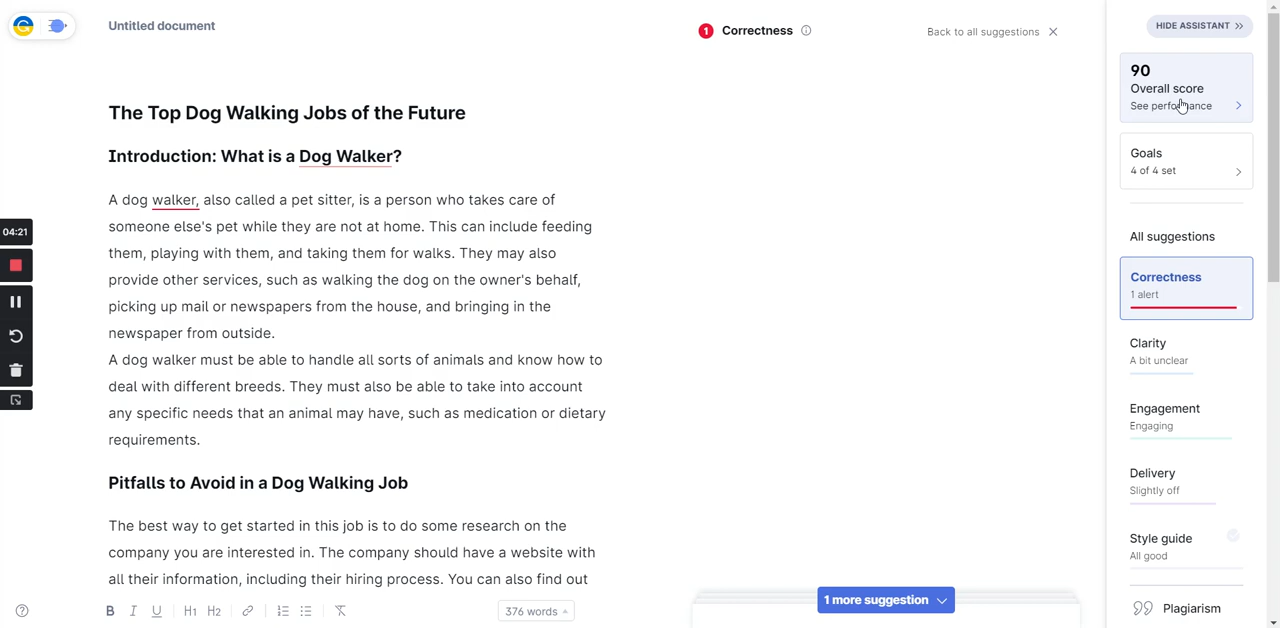 Untitled document
1 Correctness
Back to all suggestions
HIDE ASSISTANT
90
Overall score
See performance
Goals
4 of 4 set
All suggestions
Correctness
1 alert
Clarity
A bit unclear
Engagement
Engaging
Delivery
Slightly off
Style guide
All good
Plagiarism
04:21
The Top Dog Walking Jobs of the Future
Introduction: What is a Dog Walker?
A dog walker, also called a pet sitter, is a person who takes care of
someone else's pet while they are not at home. This can include feeding
them, playing with them, and taking them for walks. They may also
provide other services, such as walking the dog on the owner's behalf,
picking up mail or newspapers from the house, and bringing in the
newspaper from outside.
A dog walker must be able to handle all sorts of animals and know how to
deal with different breeds. They must also be able to take into account
any specific needs that an animal may have, such as medication or dietary
requirements.
Pitfalls to Avoid in a Dog Walking Job
The best way to get started in this job is to do some research on the
company you are interested in. The company should have a website with
all their information, including their hiring process. You can also find out
B I U H1 H2
376 words
1 more suggestion